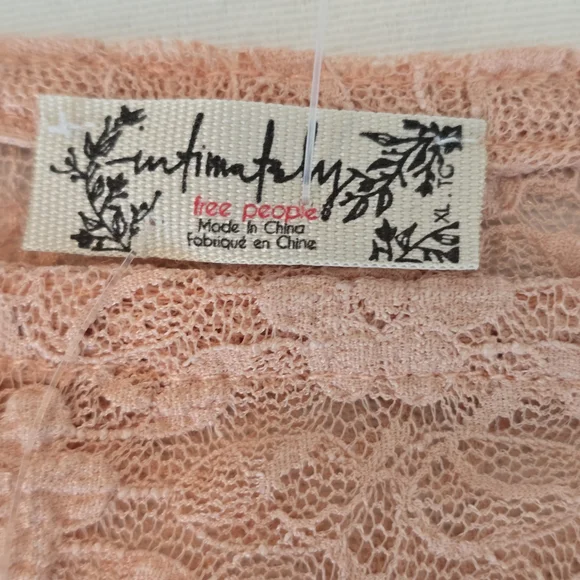 intimately
free people
Made In China
Fabriqué en Chine
XL. TG